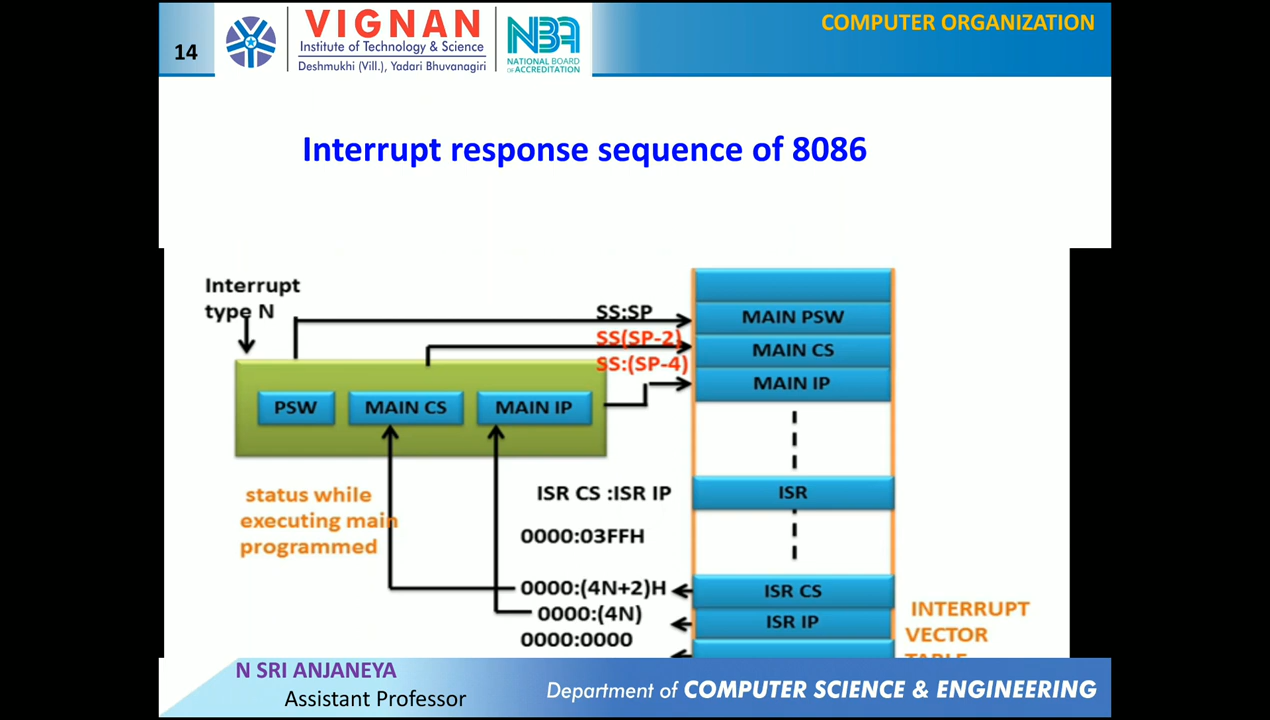 14
VIGNAN
Institute of Technology & Science
Deshmukhi (Vill.), Yadari Bhuvanagiri
NBA
NATIONAL BOARD
OF ACCREDITATION
COMPUTER ORGANIZATION
Interrupt response sequence of 8086
Interrupt
type N
SS:SP
SS(SP-2)
SS:(SP-4)
MAIN PSW
MAIN CS
MAIN IP
PSW
MAIN CS
MAIN IP
status while
executing main
programmed
ISR CS :ISR IP
ISR
0000:03FFH
0000:(4N+2)H
ISR CS
0000:(4N)
ISR IP
0000:0000
INTERRUPT
VECTOR
TABLE
N SRI ANJANEYA
Assistant Professor
Department of COMPUTER SCIENCE & ENGINEERING